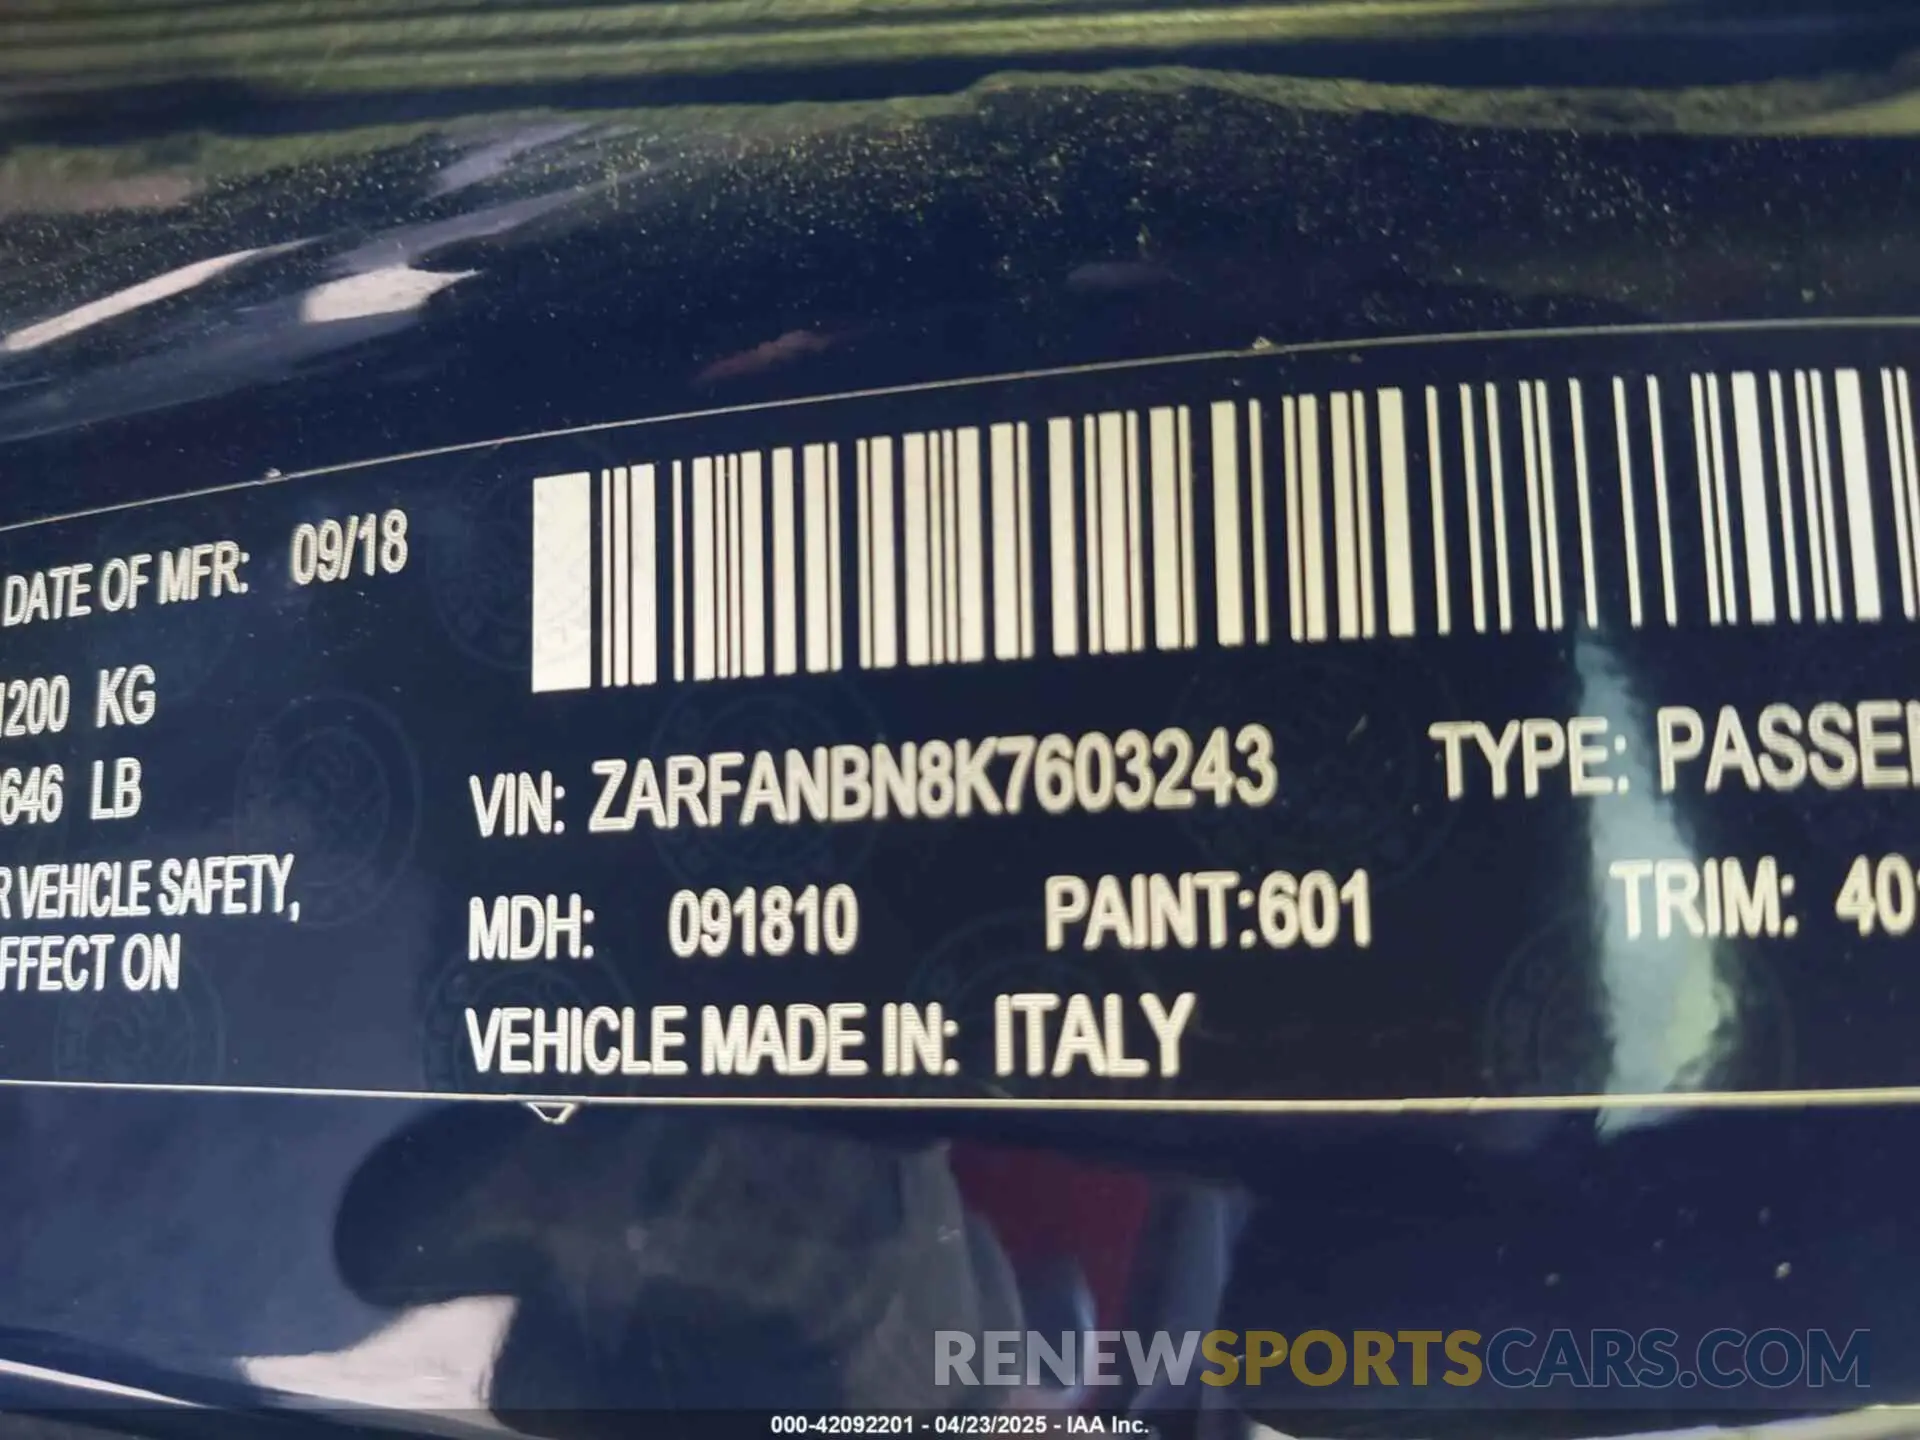 DATE OF MFR: 09/18
1200 KG
646 LB
R VEHICLE SAFETY,
FFECT ON
VIN: ZARFANBN8K7603243 TYPE: PASSE
MDH: 091810 PAINT:601 TRIM: 40
VEHICLE MADE IN: ITALY
RENEWSPORTSCARS.COM
000-42092201 - 04/23/2025 - IAA Inc.